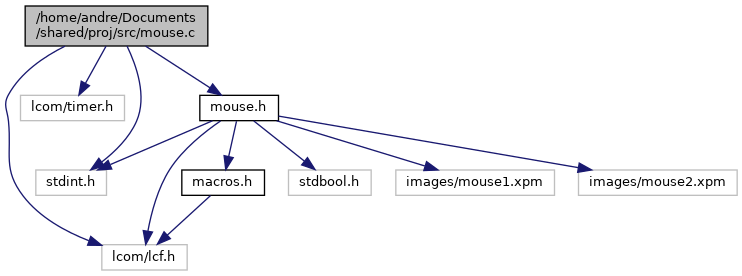 /home/andre/Documents
/shared/proj/src/mouse.c
lcom/timer.h
mouse.h
stdint.h
macros.h
stdbool.h
images/mouse1.xpm
images/mouse2.xpm
lcom/lcf.h